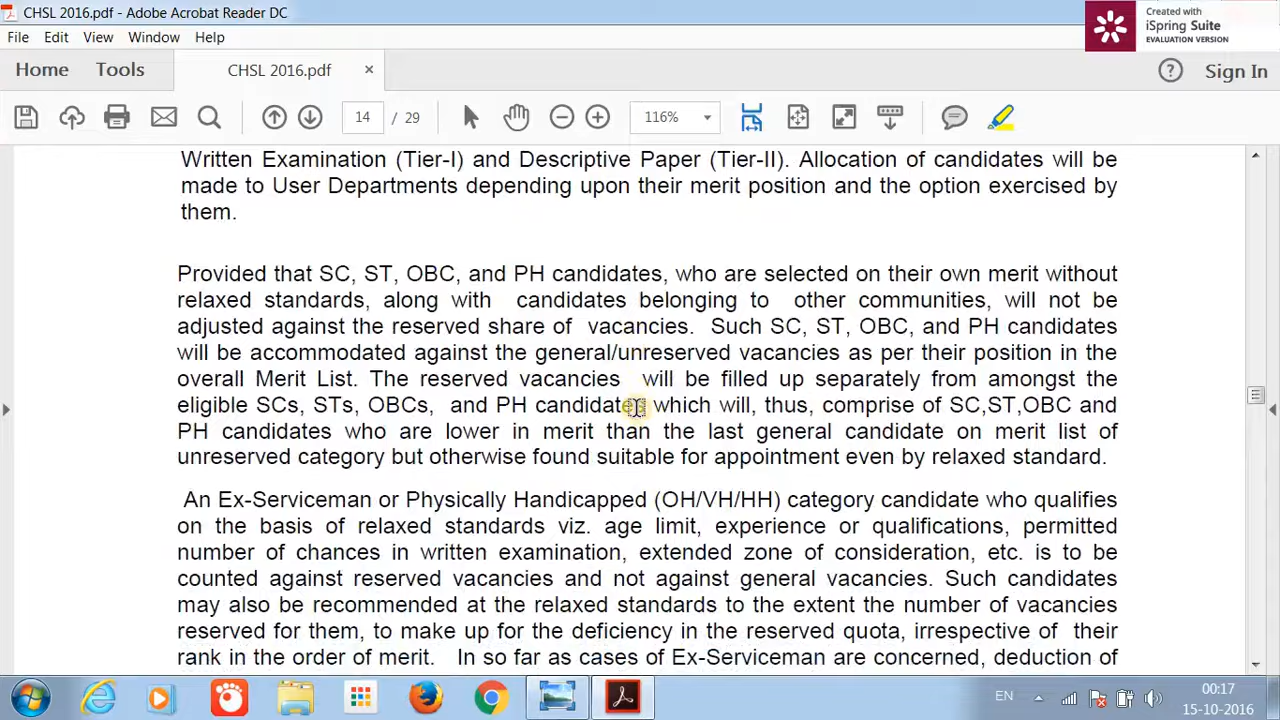 CHSL 2016.pdf - Adobe Acrobat Reader DC
Created with
iSpring Suite
EVALUATION VERSION
File Edit View Window Help
Home Tools CHSL 2016.pdf × ? Sign In
14 / 29 116%
Written Examination (Tier-I) and Descriptive Paper (Tier-II). Allocation of candidates will be
made to User Departments depending upon their merit position and the option exercised by
them.
Provided that SC, ST, OBC, and PH candidates, who are selected on their own merit without
relaxed standards, along with candidates belonging to other communities, will not be
adjusted against the reserved share of vacancies. Such SC, ST, OBC, and PH candidates
will be accommodated against the general/unreserved vacancies as per their position in the
overall Merit List. The reserved vacancies will be filled up separately from amongst the
eligible SCs, STs, OBCs, and PH candidates which will, thus, comprise of SC,ST,OBC and
PH candidates who are lower in merit than the last general candidate on merit list of
unreserved category but otherwise found suitable for appointment even by relaxed standard.
An Ex-Serviceman or Physically Handicapped (OH/VH/HH) category candidate who qualifies
on the basis of relaxed standards viz. age limit, experience or qualifications, permitted
number of chances in written examination, extended zone of consideration, etc. is to be
counted against reserved vacancies and not against general vacancies. Such candidates
may also be recommended at the relaxed standards to the extent the number of vacancies
reserved for them, to make up for the deficiency in the reserved quota, irrespective of their
rank in the order of merit. In so far as cases of Ex-Serviceman are concerned, deduction of
EN 00:17
15-10-2016